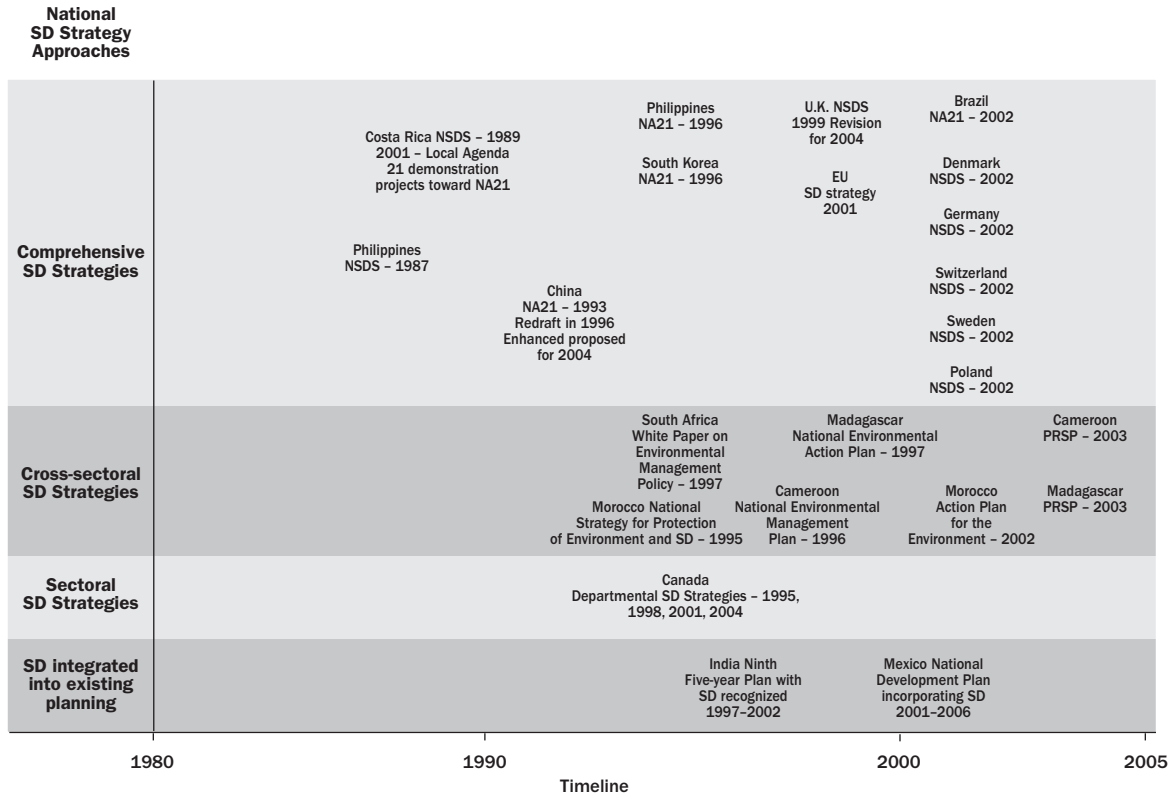 National
SD Strategy
Approaches
Comprehensive
SD Strategies
Costa Rica NSDS – 1989
2001 – Local Agenda
21 demonstration
projects toward NA21
Philippines
NSDS – 1987
China
NA21 – 1993
Redraft in 1996
Enhanced proposed
for 2004
Philippines
NA21 – 1996
South Korea
NA21 – 1996
U.K. NSDS
1999 Revision
for 2004
EU
SD strategy
2001
Brazil
NA21 – 2002
Denmark
NSDS – 2002
Germany
NSDS – 2002
Switzerland
NSDS – 2002
Sweden
NSDS – 2002
Poland
NSDS – 2002
Cross-sectoral
SD Strategies
South Africa
White Paper on
Environmental
Management
Policy – 1997
Morocco National
Strategy for Protection
of Environment and SD – 1995
Madagascar
National Environmental
Action Plan – 1997
Cameroon
National Environmental
Management
Plan – 1996
Morocco
Action Plan
for the
Environment – 2002
Cameroon
PRSP – 2003
Madagascar
PRSP – 2003
Sectoral
SD Strategies
Canada
Departmental SD Strategies – 1995,
1998, 2001, 2004
SD integrated
into existing
planning
India Ninth
Five-year Plan with
SD recognized
1997–2002
Mexico National
Development Plan
incorporating SD
2001–2006
1980
1990
2000
2005
Timeline